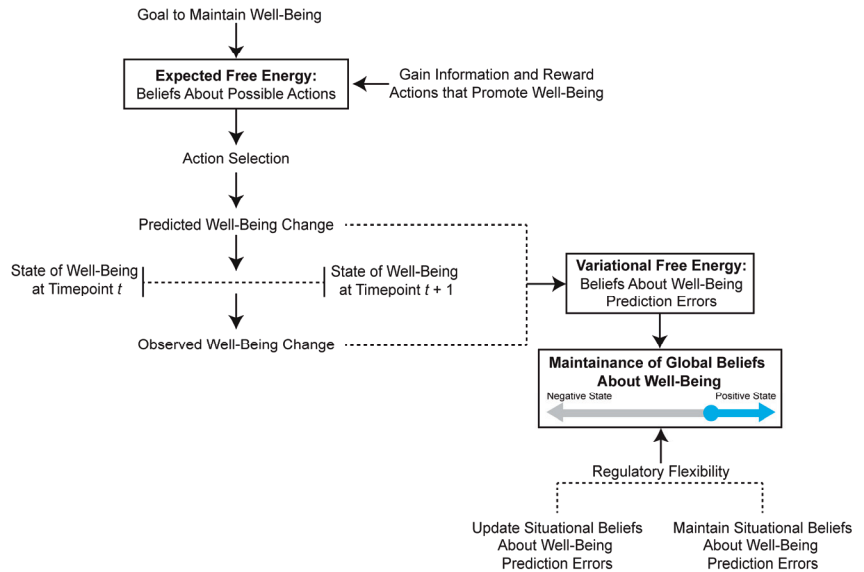 Goal to Maintain Well-Being
Expected Free Energy:
Beliefs About Possible Actions
Gain Information and Reward
Actions that Promote Well-Being
Action Selection
Predicted Well-Being Change
State of Well-Being
at Timepoint t
State of Well-Being
at Timepoint t + 1
Observed Well-Being Change
Variational Free Energy:
Beliefs About Well-Being
Prediction Errors
Maintainance of Global Beliefs
About Well-Being
Negative State
Positive State
Regulatory Flexibility
Update Situational Beliefs
About Well-Being
Prediction Errors
Maintain Situational Beliefs
About Well-Being
Prediction Errors